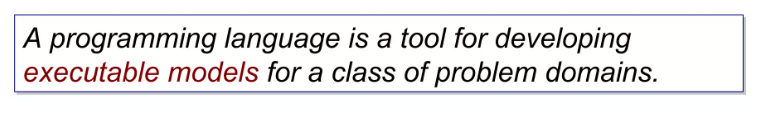 A programming language is a tool for developing
executable models for a class of problem domains.